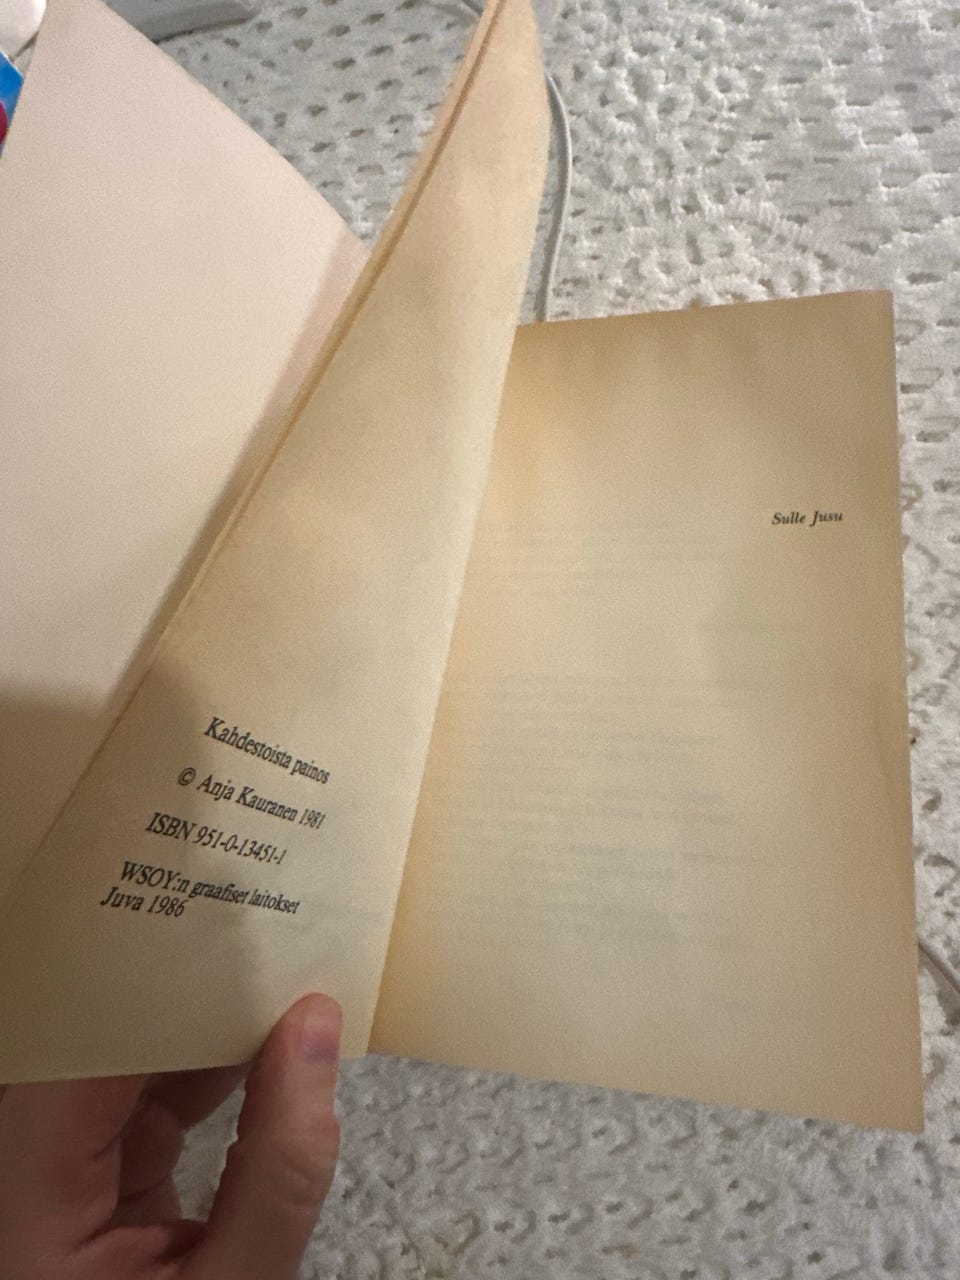 Kahdestoista painos
© Anja Kauranen 1981
ISBN 951-0-13451-1
WSOY:n graafiset laitokset
Juva 1986
Sulle Jusu